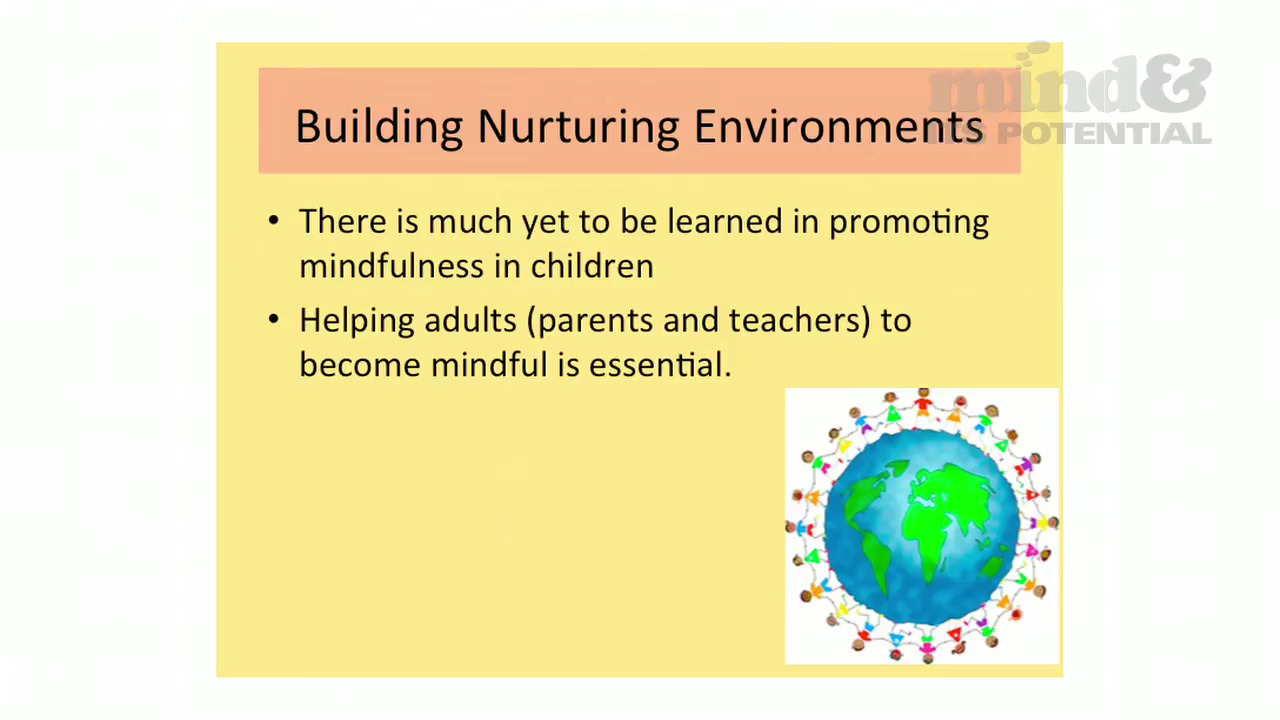 mind&
ITS POTENTIAL
Building Nurturing Environments
• There is much yet to be learned in promoting
mindfulness in children
• Helping adults (parents and teachers) to
become mindful is essential.